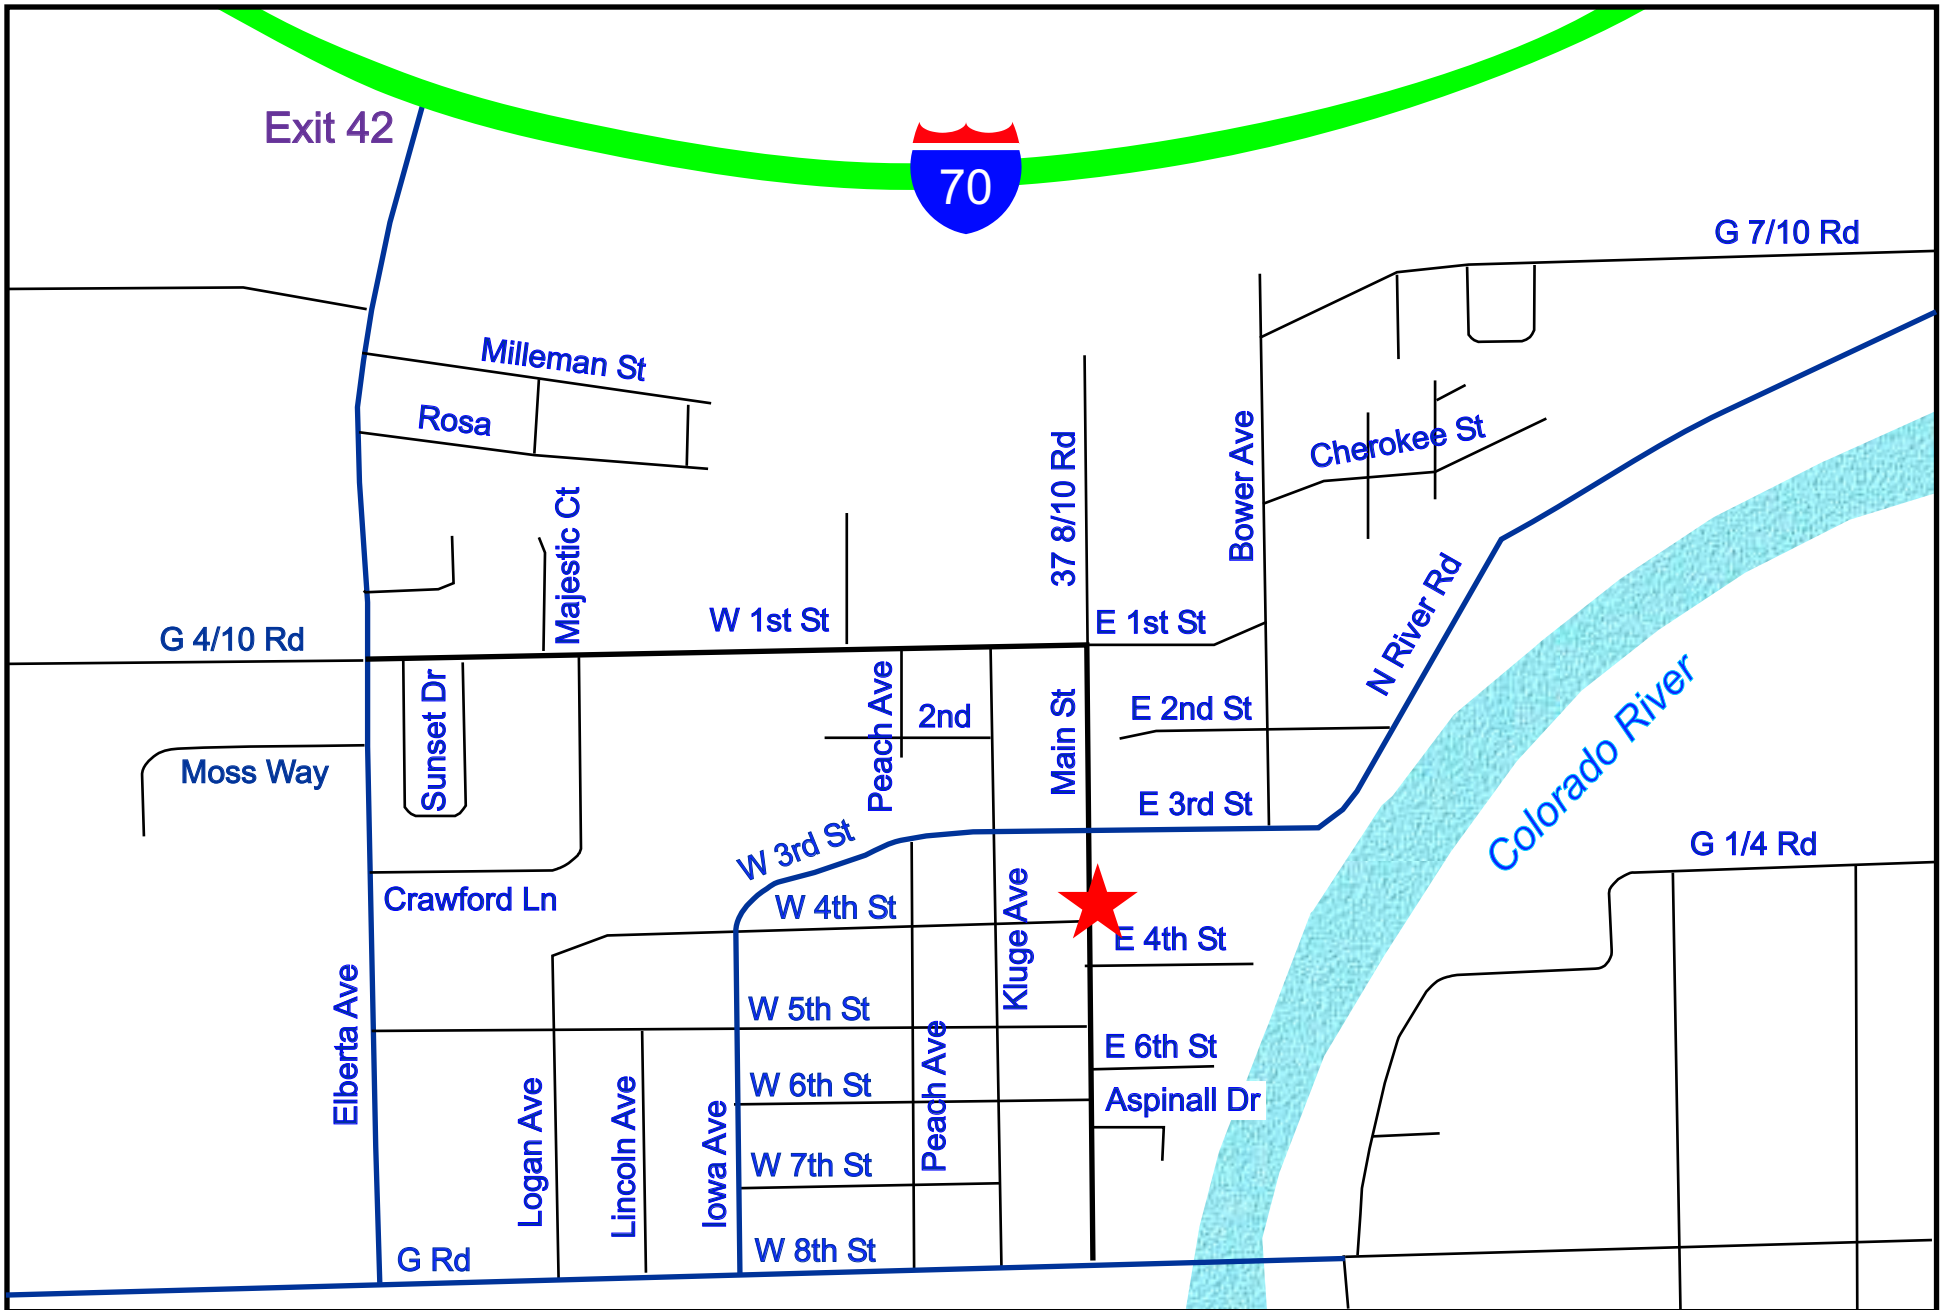 Exit 42
70
G 7/10 Rd
Milleman St
Rosa
Cherokee St
Bower Ave
37 8/10 Rd
Majestic Ct
N River Rd
G 4/10 Rd
W 1st St
E 1st St
Sunset Dr
Peach Ave
2nd
Main St
E 2nd St
Moss Way
Colorado River
E 3rd St
W 3rd St
G 1/4 Rd
Crawford Ln
W 4th St
Kluge Ave
E 4th St
Elberta Ave
W 5th St
Peach Ave
E 6th St
Logan Ave
Lincoln Ave
Iowa Ave
W 6th St
Aspinall Dr
W 7th St
G Rd
W 8th St